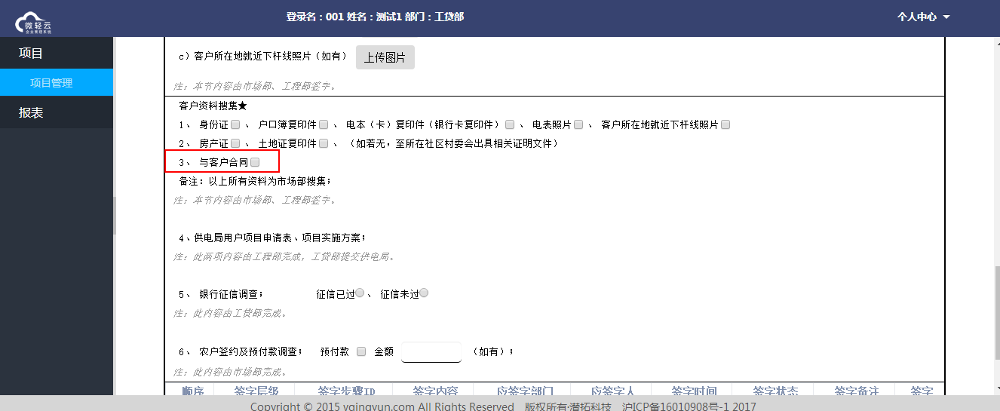 微轻云
企业管理系统
登录名：001 姓名：测试1 部门：工贷部
个人中心
项目
项目管理
报表
c）客户所在地就近下杆线照片（如有） 上传图片
注：本节内容由市场部、工程部签字。
客户资料搜集★
1、 身份证 、 户口簿复印件 、 电本（卡）复印件（银行卡复印件） 、 电表照片 、 客户所在地就近下杆线照片
2、 房产证 、 土地证复印件 、 （如若无，至所在社区村委会出具相关证明文件）
3、 与客户合同
备注：以上所有资料为市场部搜集；
注：本节内容由市场部、工程部签字。
4、供电局用户项目申请表、项目实施方案；
注：此两项内容由工程部完成，工贷部提交供电局。
5、 银行征信调查； 征信已过 、 征信未过
注：此内容由工贷部完成。
6、 农户签约及预付款调查； 预付款 金额 （如有）；
注：此内容由市场部完成。
顺序 签字层级 签字步骤ID 签字内容 应签字部门 应签字人 签字时间 签字状态 签字备注 签字
Copyright © 2015 vqingyun.com All Rights Reserved 版权所有·潜拓科技 沪ICP备16010908号-1 2017